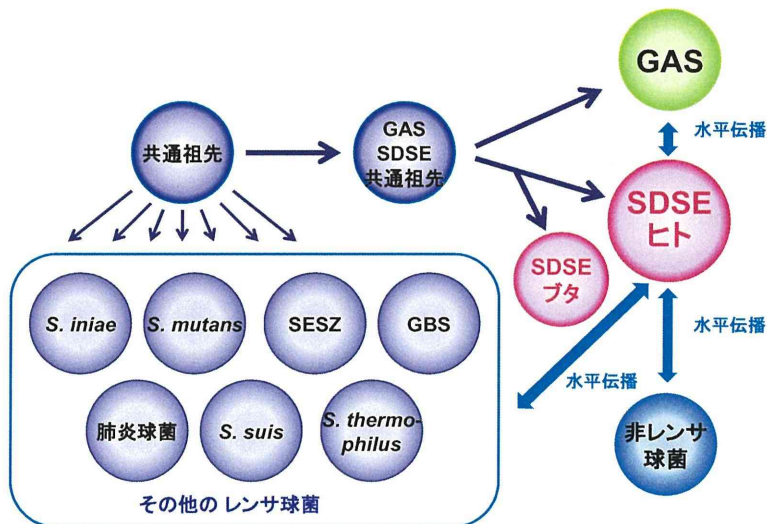 GAS
水平伝播
共通祖先
GAS
SDSE
共通祖先
SDSE
ヒト
SDSE
ブタ
S. iniae
S. mutans
SESZ
GBS
水平伝播
水平伝播
肺炎球菌
S. suis
S. thermo-
philus
非レンサ
球菌
その他の レンサ球菌